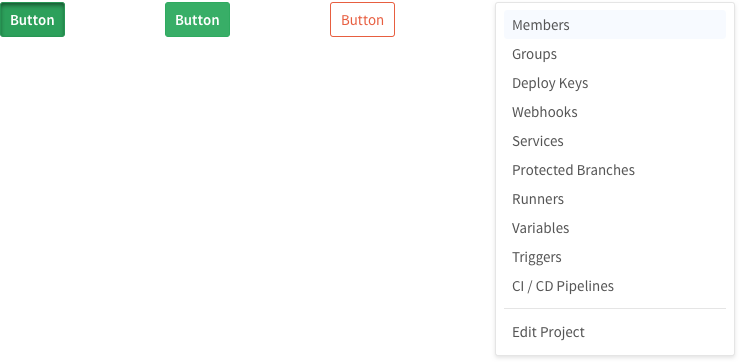 Button
Button
Button
Members
Groups
Deploy Keys
Webhooks
Services
Protected Branches
Runners
Variables
Triggers
CI / CD Pipelines
Edit Project